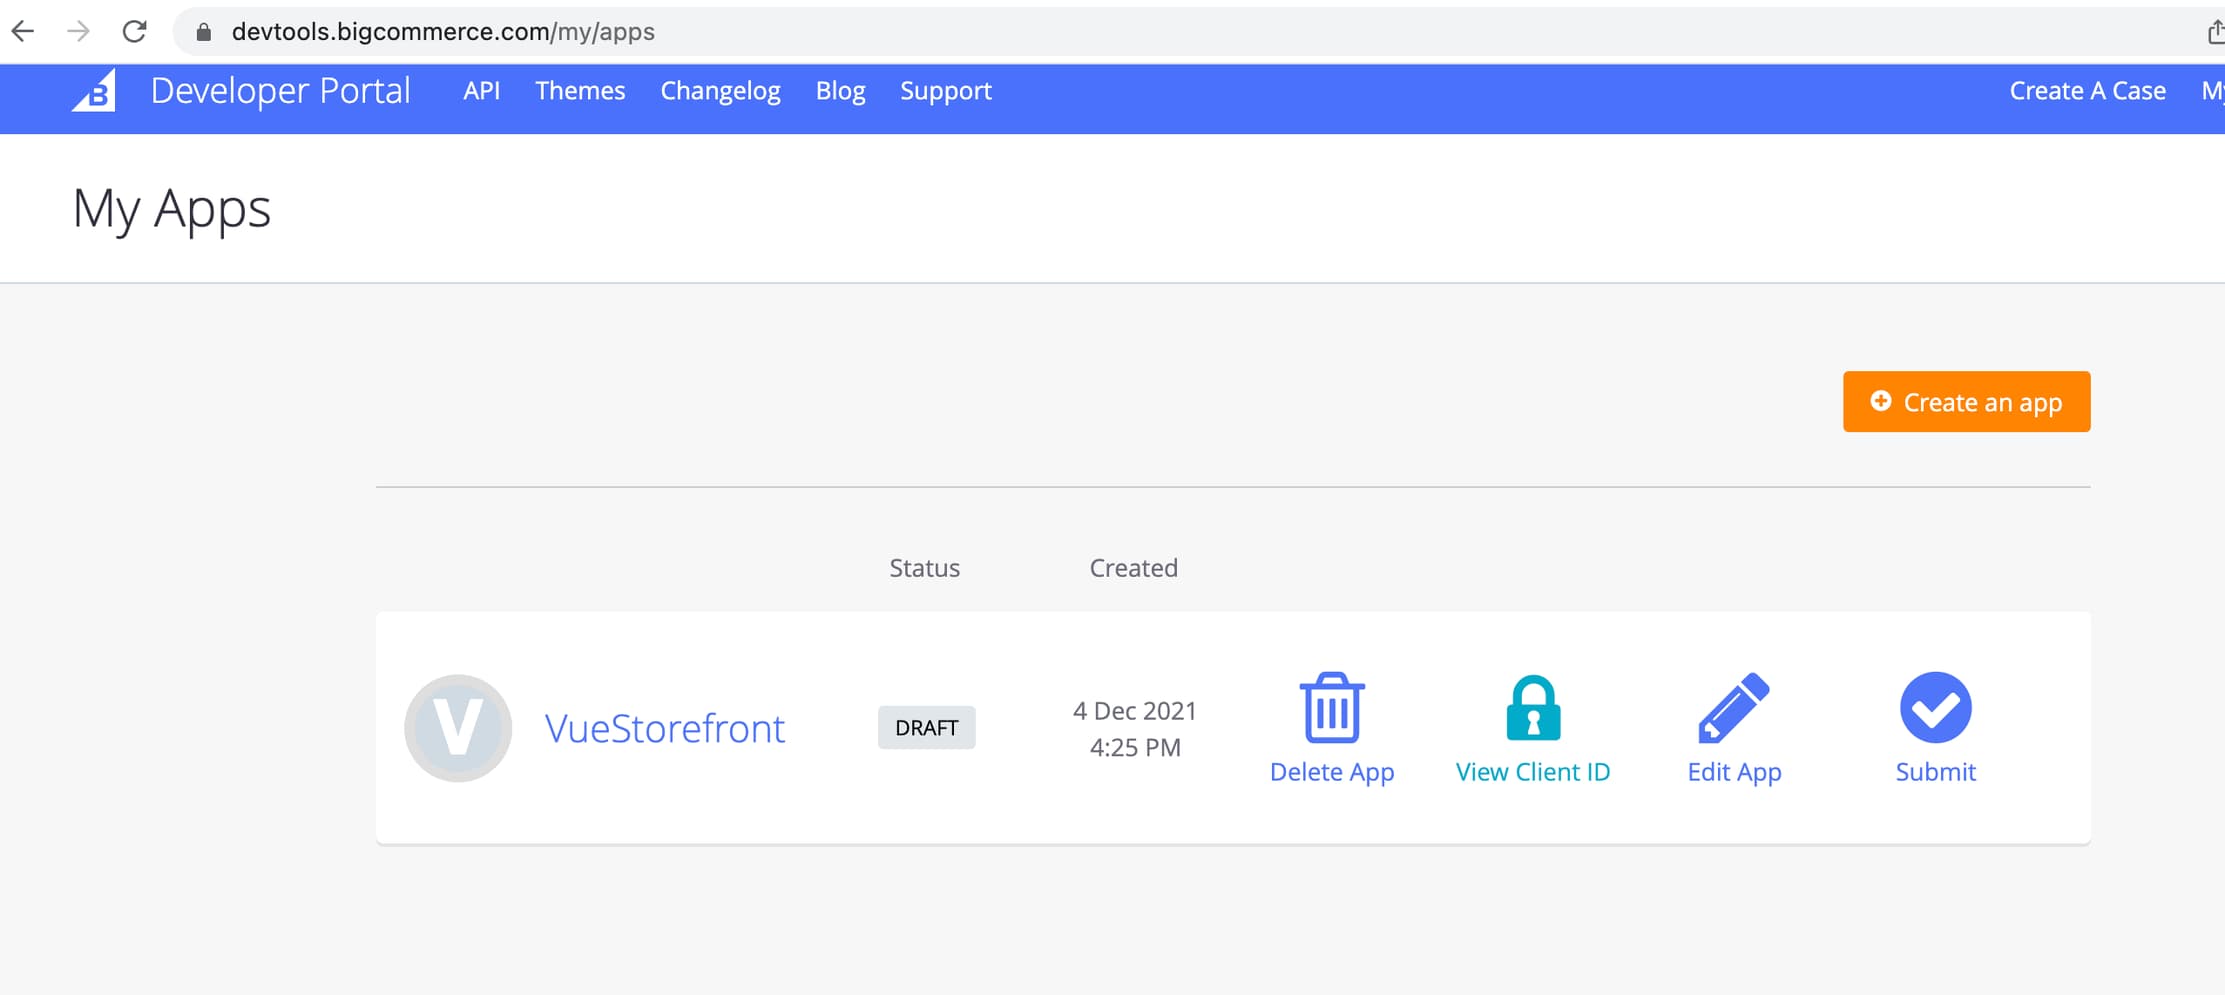 devtools.bigcommerce.com/my/apps
B Developer Portal API Themes Changelog Blog Support Create A Case My
My Apps
Create an app
Status Created
V VueStorefront DRAFT 4 Dec 2021
4:25 PM
Delete App View Client ID Edit App Submit